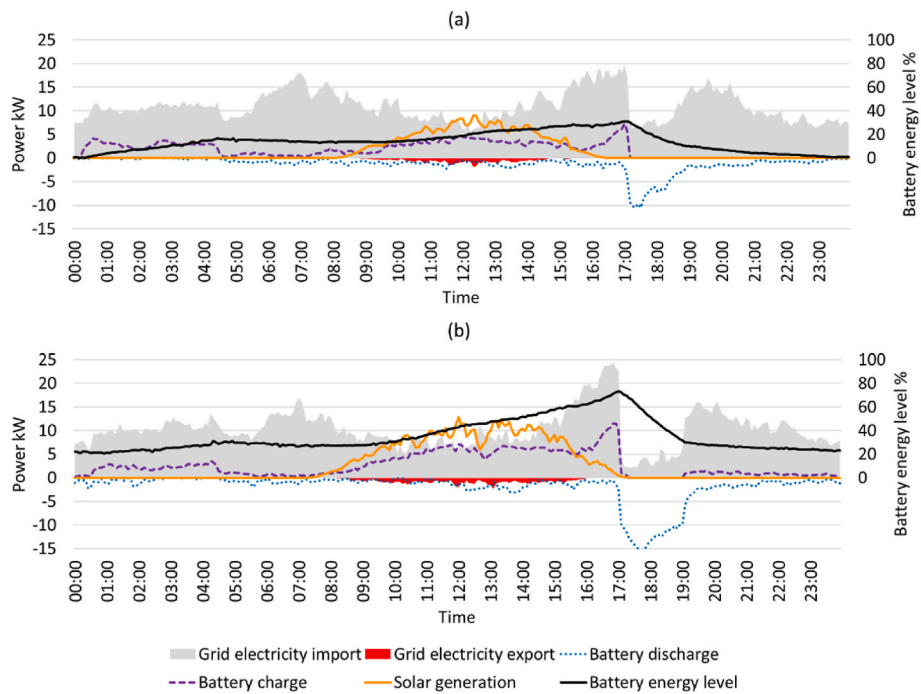 (a)
25 100
20 80
15 60
10 40
5 20
0 0
-5
-10
-15
Power kW
Battery energy level %
00:00 01:00 02:00 03:00 04:00 05:00 06:00 07:00 08:00 09:00 10:00 11:00 12:00 13:00 14:00 15:00 16:00 17:00 18:00 19:00 20:00 21:00 22:00 23:00
Time
(b)
25 100
20 80
15 60
10 40
5 20
0 0
-5
-10
-15
Power kW
Battery energy level %
00:00 01:00 02:00 03:00 04:00 05:00 06:00 07:00 08:00 09:00 10:00 11:00 12:00 13:00 14:00 15:00 16:00 17:00 18:00 19:00 20:00 21:00 22:00 23:00
Time
Grid electricity import Grid electricity export Battery discharge
Battery charge Solar generation Battery energy level